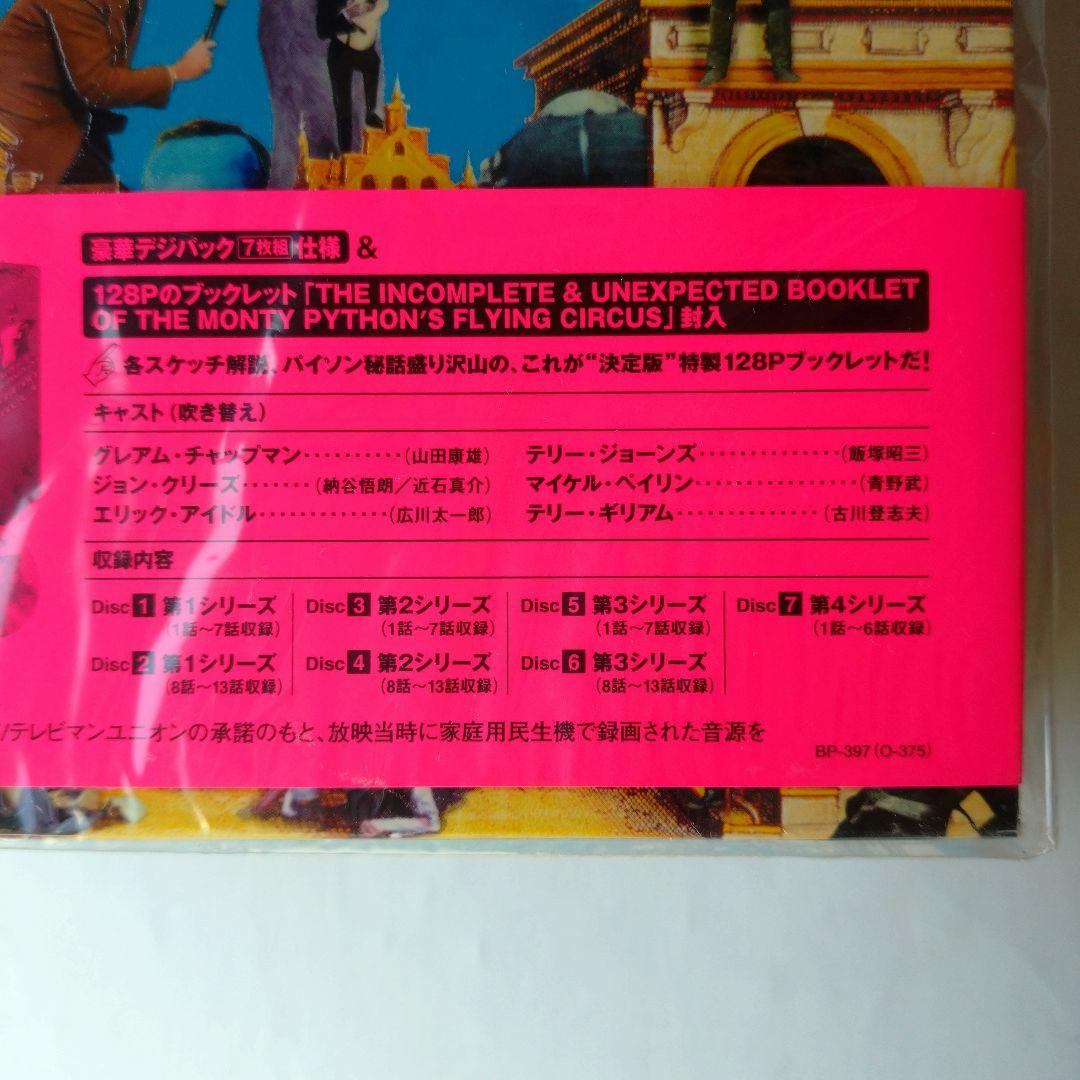 豪華デジパック 7枚組 仕様 &
128Pのブックレット「THE INCOMPLETE & UNEXPECTED BOOKLET
OF THE MONTY PYTHON'S FLYING CIRCUS」封入
各スケッチ解説、パイソン秘話盛り沢山の、これが“決定版”特製128Pブックレットだ!
キャスト(吹き替え)
グレアム・チャップマン··········(山田康雄) テリー・ジョーンズ··············(飯塚昭三)
ジョン・クリーズ·······(納谷悟朗/近石真介) マイケル・ペイリン················(青野武)
エリック・アイドル·············(広川太一郎) テリー・ギリアム··············(古川登志夫)
収録内容
Disc 1 第1シリーズ Disc 3 第2シリーズ Disc 5 第3シリーズ Disc 7 第4シリーズ
(1話〜7話収録) (1話〜7話収録) (1話〜7話収録) (1話〜6話収録)
Disc 2 第1シリーズ Disc 4 第2シリーズ Disc 6 第3シリーズ
(8話〜13話収録) (8話〜13話収録) (8話〜13話収録)
/テレビマンユニオンの承諾のもと、放映当時に家庭用民生機で録画された音源を
BP-397(O-375)